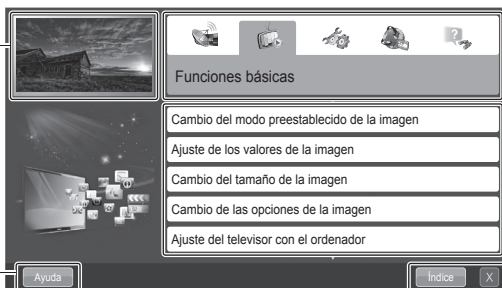 Funciones básicas
Cambio del modo preestablecido de la imagen
Ajuste de los valores de la imagen
Cambio del tamaño de la imagen
Cambio de las opciones de la imagen
Ajuste del televisor con el ordenador
Ayuda
Índice X